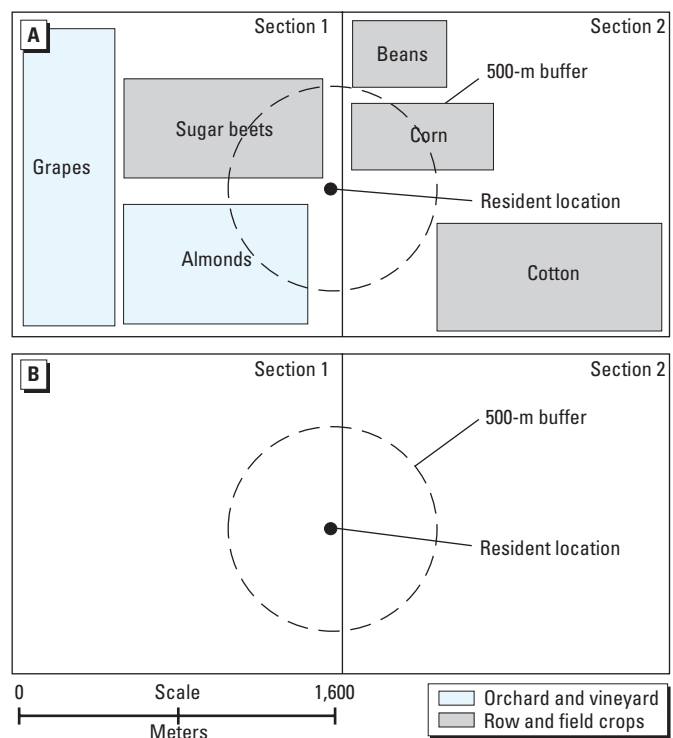 A
Section 1
Section 2
Beans
500-m buffer
Sugar beets
Corn
Grapes
Resident location
Almonds
Cotton
B
Section 1
Section 2
500-m buffer
Resident location
0
Scale
1,600
Meters
Orchard and vineyard
Row and field crops